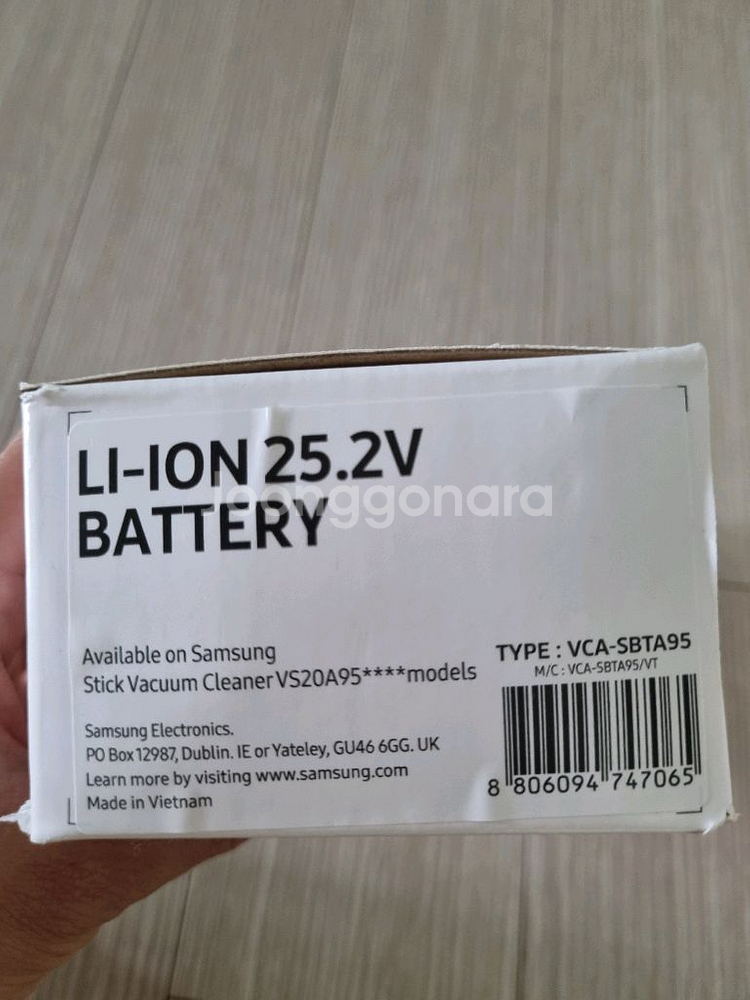 LI-ION 25.2V
BATTERY
Joonggonara
Available on Samsung
Stick Vacuum Cleaner VS20A95****models
TYPE : VCA-SBTA95
M/C : VCA-SBTA95/VT
Samsung Electronics.
PO Box 12987, Dublin. IE or Yateley, GU46 6GG. UK
Learn more by visiting www.samsung.com
Made in Vietnam
8 806094 747065